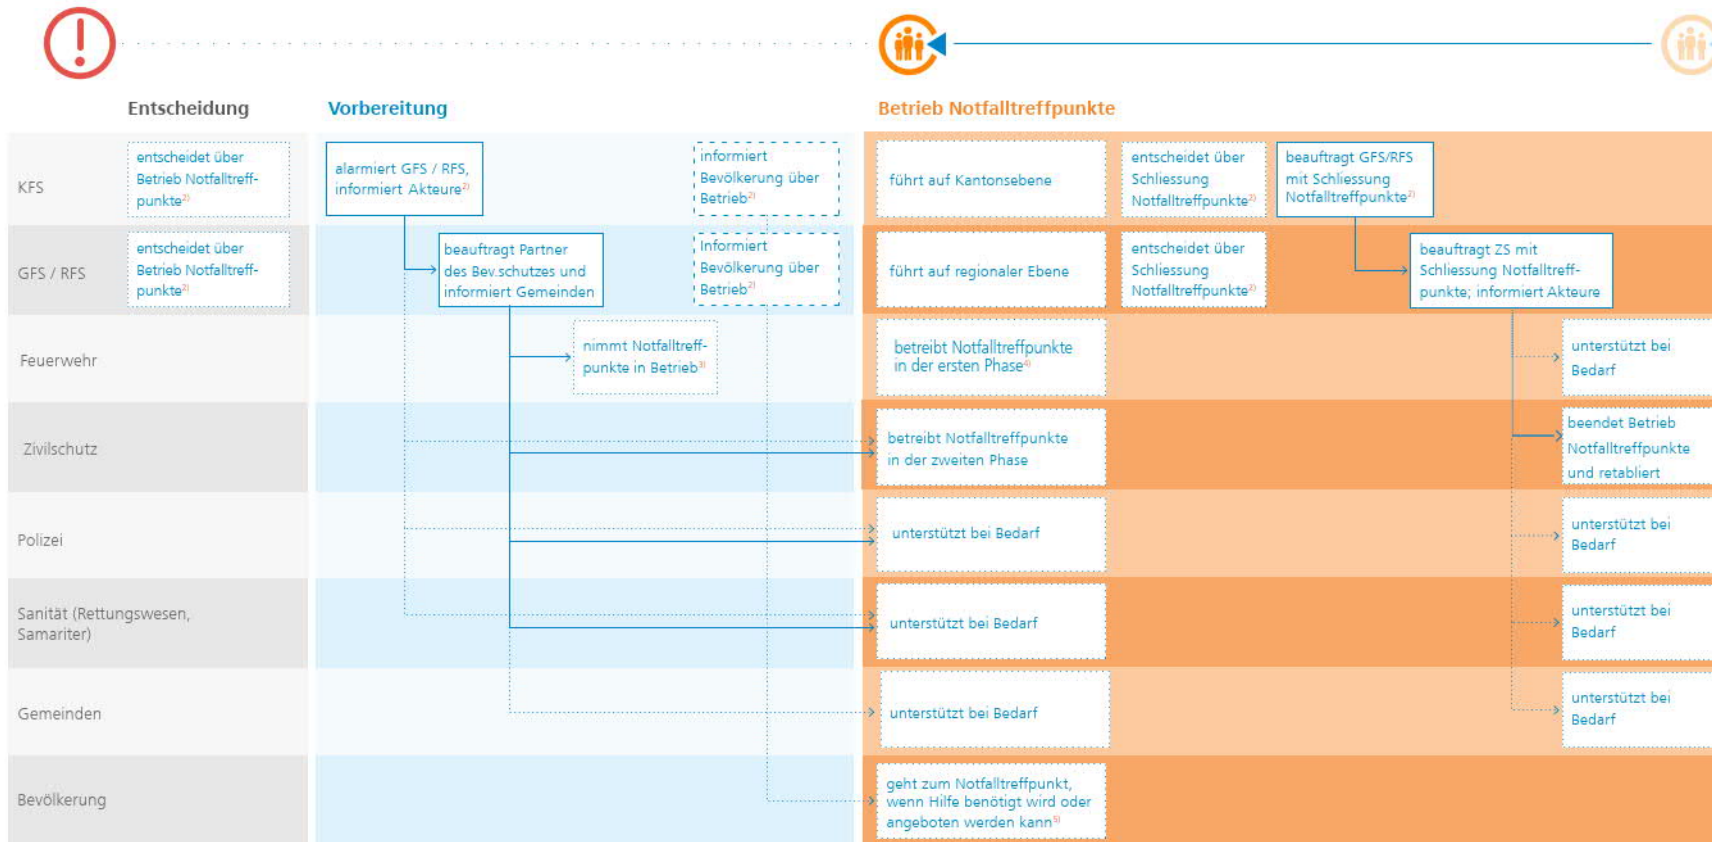 Entscheidung
Vorbereitung
Betrieb Notfalltreffpunkte
KFS
entscheidet über
Betrieb Notfalltreff-
punkte2)
alarmiert GFS / RFS,
informiert Akteure2)
informiert
Bevölkerung über
Betrieb2)
führt auf Kantonsebene
entscheidet über
Schliessung
Notfalltreffpunkte2)
beauftragt GFS/RFS
mit Schliessung
Notfalltreffpunkte2)
GFS / RFS
entscheidet über
Betrieb Notfalltreff-
punkte2)
beauftragt Partner
des Bev.schutzes und
informiert Gemeinden
Informiert
Bevölkerung über
Betrieb2)
führt auf regionaler Ebene
entscheidet über
Schliessung
Notfalltreffpunkte2)
beauftragt ZS mit
Schliessung Notfalltreff-
punkte; informiert Akteure
Feuerwehr
nimmt Notfalltreff-
punkte in Betrieb3)
betreibt Notfalltreffpunkte
in der ersten Phase4)
unterstützt bei
Bedarf
Zivilschutz
betreibt Notfalltreffpunkte
in der zweiten Phase
beendet Betrieb
Notfalltreffpunkte
und retabliert
Polizei
unterstützt bei Bedarf
unterstützt bei
Bedarf
Sanität (Rettungswesen,
Samariter)
unterstützt bei Bedarf
unterstützt bei
Bedarf
Gemeinden
unterstützt bei Bedarf
unterstützt bei
Bedarf
Bevölkerung
geht zum Notfalltreffpunkt,
wenn Hilfe benötigt wird oder
angeboten werden kann5)